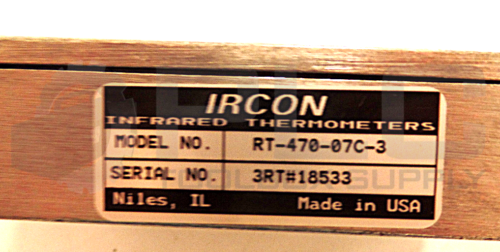 IRCON
INFRARED THERMOMETERS
MODEL NO. RT-470-07C-3
SERIAL NO. 3RT#18533
Niles, IL Made in USA